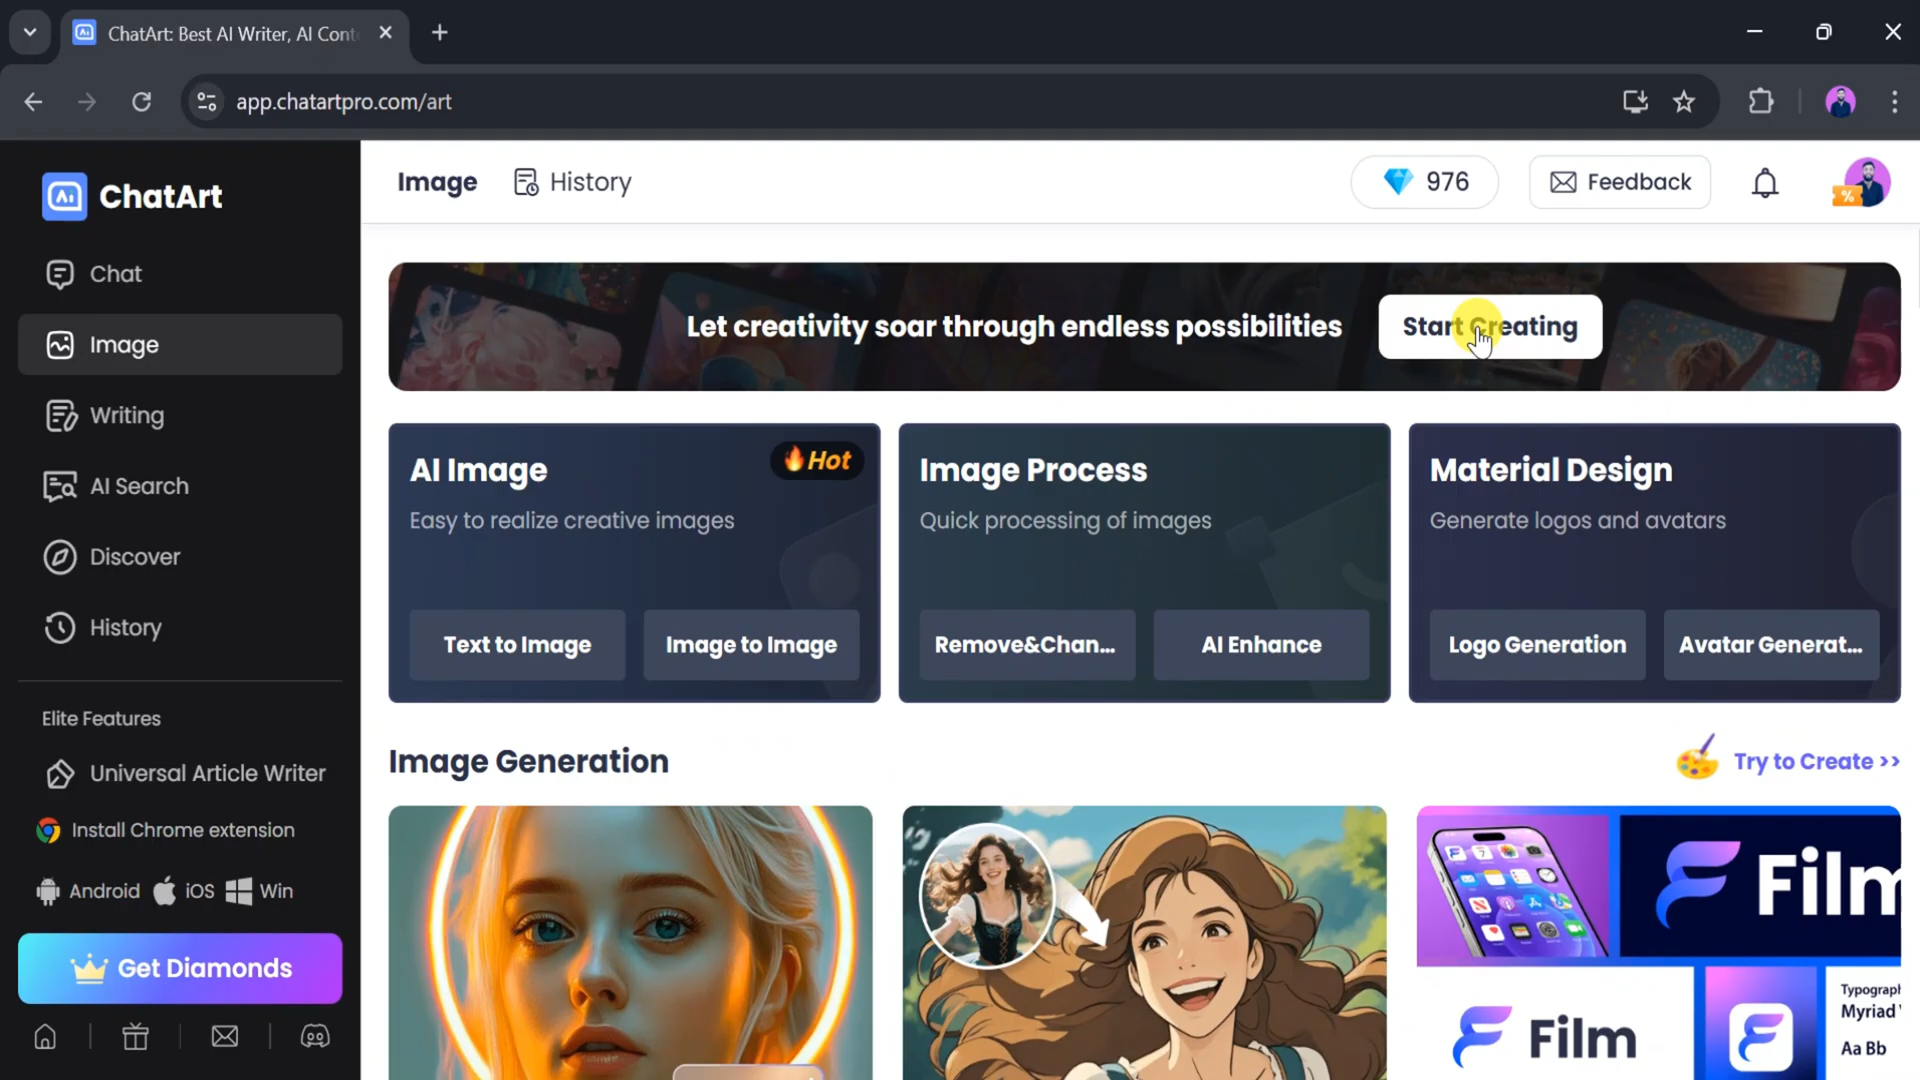 ChatArt: Best AI Writer, AI Cont
app.chatartpro.com/art
ChatArt
Chat
Image
Writing
AI Search
Discover
History
Elite Features
Universal Article Writer
Install Chrome extension
Android iOS Win
Get Diamonds
Image History 976 Feedback
%
Let creativity soar through endless possibilities Start Creating
AI Image
Hot
Easy to realize creative images
Text to Image Image to Image
Image Process
Quick processing of images
Remove&Chan... AI Enhance
Material Design
Generate logos and avatars
Logo Generation Avatar Generat...
Image Generation Try to Create >>
Film
Film
Typograph
Myriad
Aa Bb